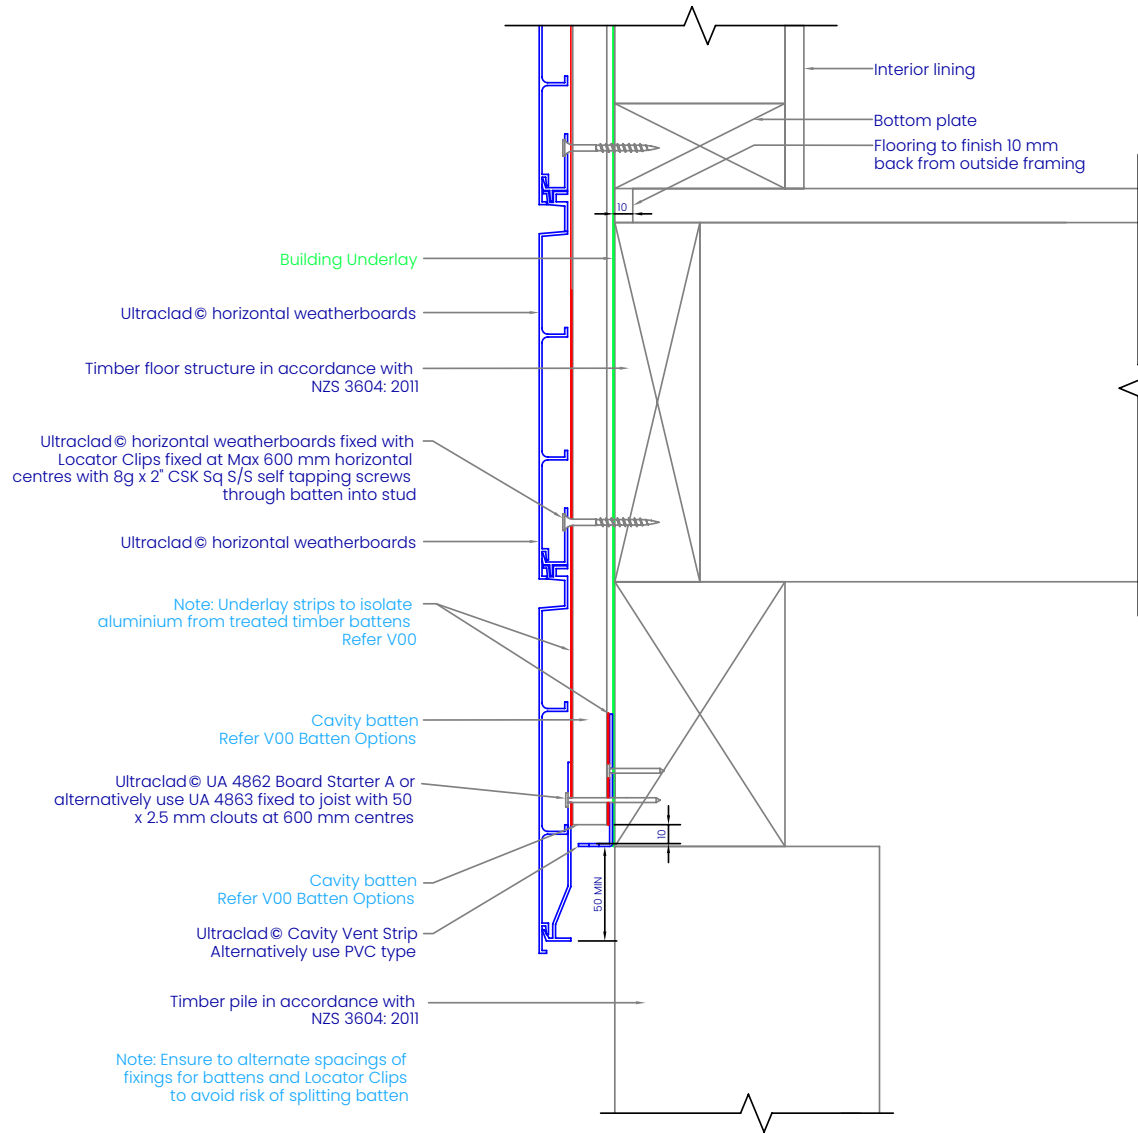 Interior lining
Bottom plate
Flooring to finish 10 mm
back from outside framing
10
Building Underlay
Ultraclad© horizontal weatherboards
Timber floor structure in accordance with
NZS 3604: 2011
Ultraclad© horizontal weatherboards fixed with
Locator Clips fixed at Max 600 mm horizontal
centres with 8g x 2" CSK Sq S/S self tapping screws
through batten into stud
Ultraclad© horizontal weatherboards
Note: Underlay strips to isolate
aluminium from treated timber battens
Refer V00
Cavity batten
Refer V00 Batten Options
Ultraclad© UA 4862 Board Starter A or
alternatively use UA 4863 fixed to joist with 50
x 2.5 mm clouts at 600 mm centres
10
50 MIN
Cavity batten
Refer V00 Batten Options
Ultraclad© Cavity Vent Strip
Alternatively use PVC type
Timber pile in accordance with
NZS 3604: 2011
Note: Ensure to alternate spacings of
fixings for battens and Locator Clips
to avoid risk of splitting batten